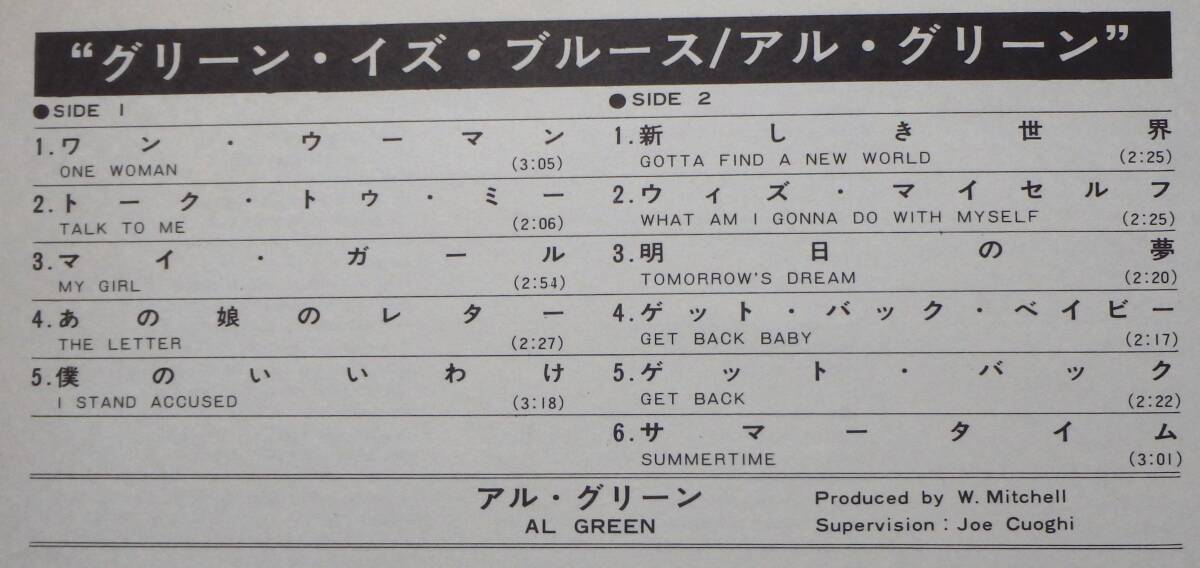 “グリーン・イズ・ブルース/アル・グリーン”
●SIDE 1
1.ワン・ウーマン
ONE WOMAN (3:05)
2.トーク・トゥ・ミー
TALK TO ME (2:06)
3.マイ・ガール
MY GIRL (2:54)
4.あの娘のレター
THE LETTER (2:27)
5.僕のいいわけ
I STAND ACCUSED (3:18)
●SIDE 2
1.新しき世界
GOTTA FIND A NEW WORLD (2:25)
2.ウィズ・マイセルフ
WHAT AM I GONNA DO WITH MYSELF (2:25)
3.明日の夢
TOMORROW'S DREAM (2:20)
4.ゲット・バック・ベイビー
GET BACK BABY (2:17)
5.ゲット・バック
GET BACK (2:22)
6.サマータイム
SUMMERTIME (3:01)
アル・グリーン
AL GREEN
Produced by W. Mitchell
Supervision : Joe Cuoghi